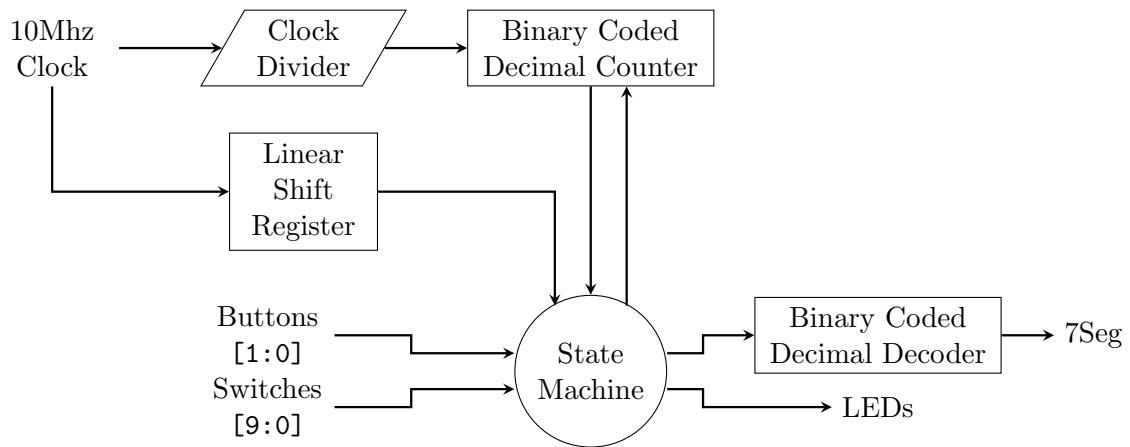 10Mhz
Clock
Clock
Divider
Binary Coded
Decimal Counter
Linear
Shift
Register
Buttons
[1:0]
Switches
[9:0]
State
Machine
Binary Coded
Decimal Decoder
7Seg
LEDs